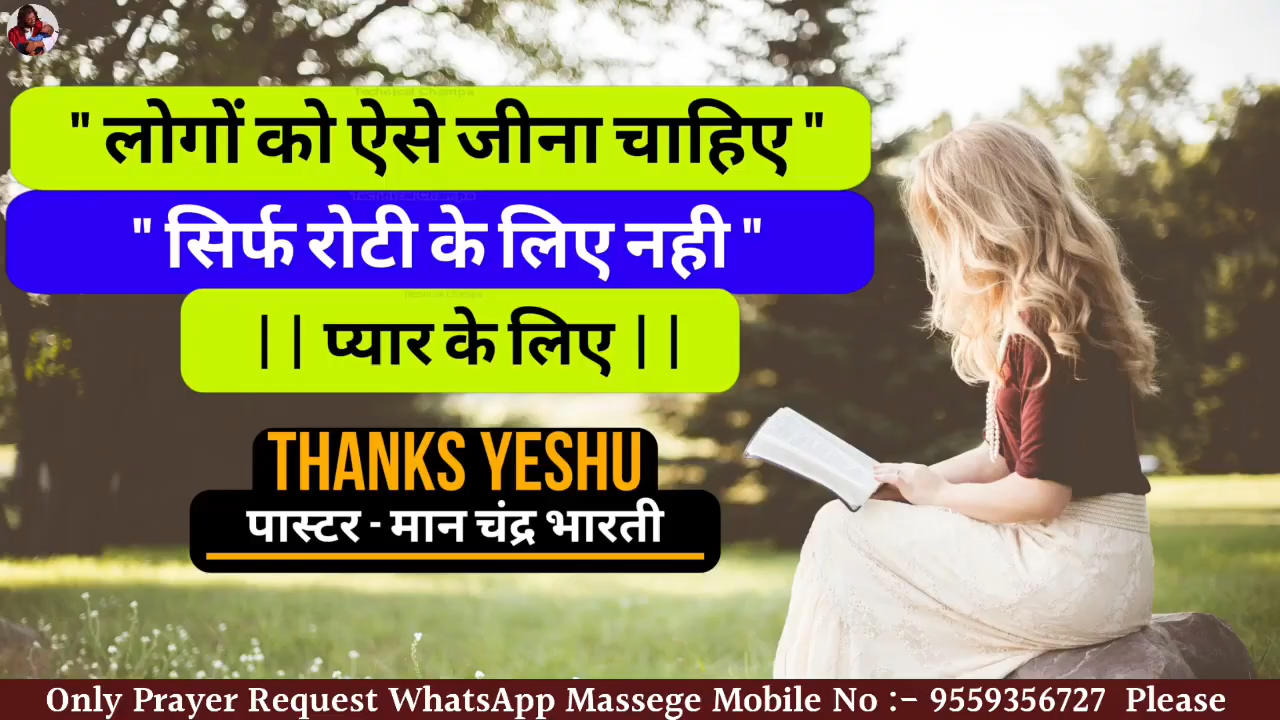 " लोगों को ऐसे जीना चाहिए "
" सिर्फ रोटी के लिए नही "
|| प्यार के लिए ||
THANKS YESHU
पास्टर - मान चंद्र भारती
Only Prayer Request WhatsApp Massege Mobile No :- 9559356727 Please